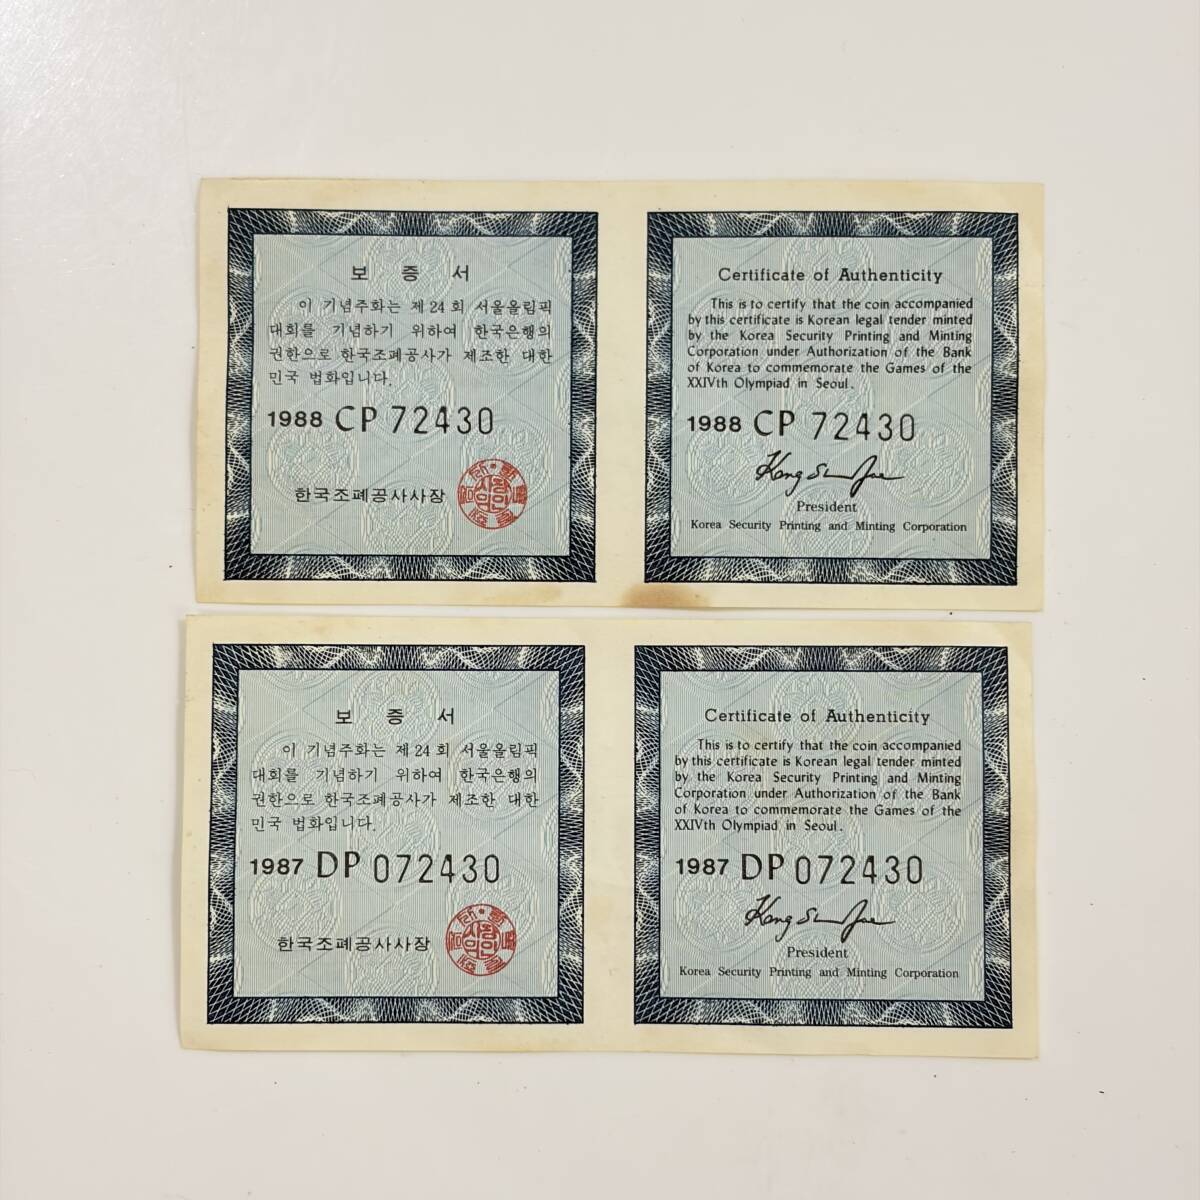 보 증 서
이 기념주화는 제24회 서울올림픽
대회를 기념하기 위하여 한국은행의
권한으로 한국조폐공사가 제조한 대한
민국 법화입니다.
1988 CP 72430
한국조폐공사사장
Certificate of Authenticity
This is to certify that the coin accompanied
by this certificate is Korean legal tender minted
by the Korea Security Printing and Minting
Corporation under Authorization of the Bank
of Korea to commemorate the Games of the
XXIVth Olympiad in Seoul.
1988 CP 72430
President
Korea Security Printing and Minting Corporation
보 증 서
이 기념주화는 제24회 서울올림픽
대회를 기념하기 위하여 한국은행의
권한으로 한국조폐공사가 제조한 대한
민국 법화입니다.
1987 DP 072430
한국조폐공사사장
Certificate of Authenticity
This is to certify that the coin accompanied
by this certificate is Korean legal tender minted
by the Korea Security Printing and Minting
Corporation under Authorization of the Bank
of Korea to commemorate the Games of the
XXIVth Olympiad in Seoul.
1987 DP 072430
President
Korea Security Printing and Minting Corporation